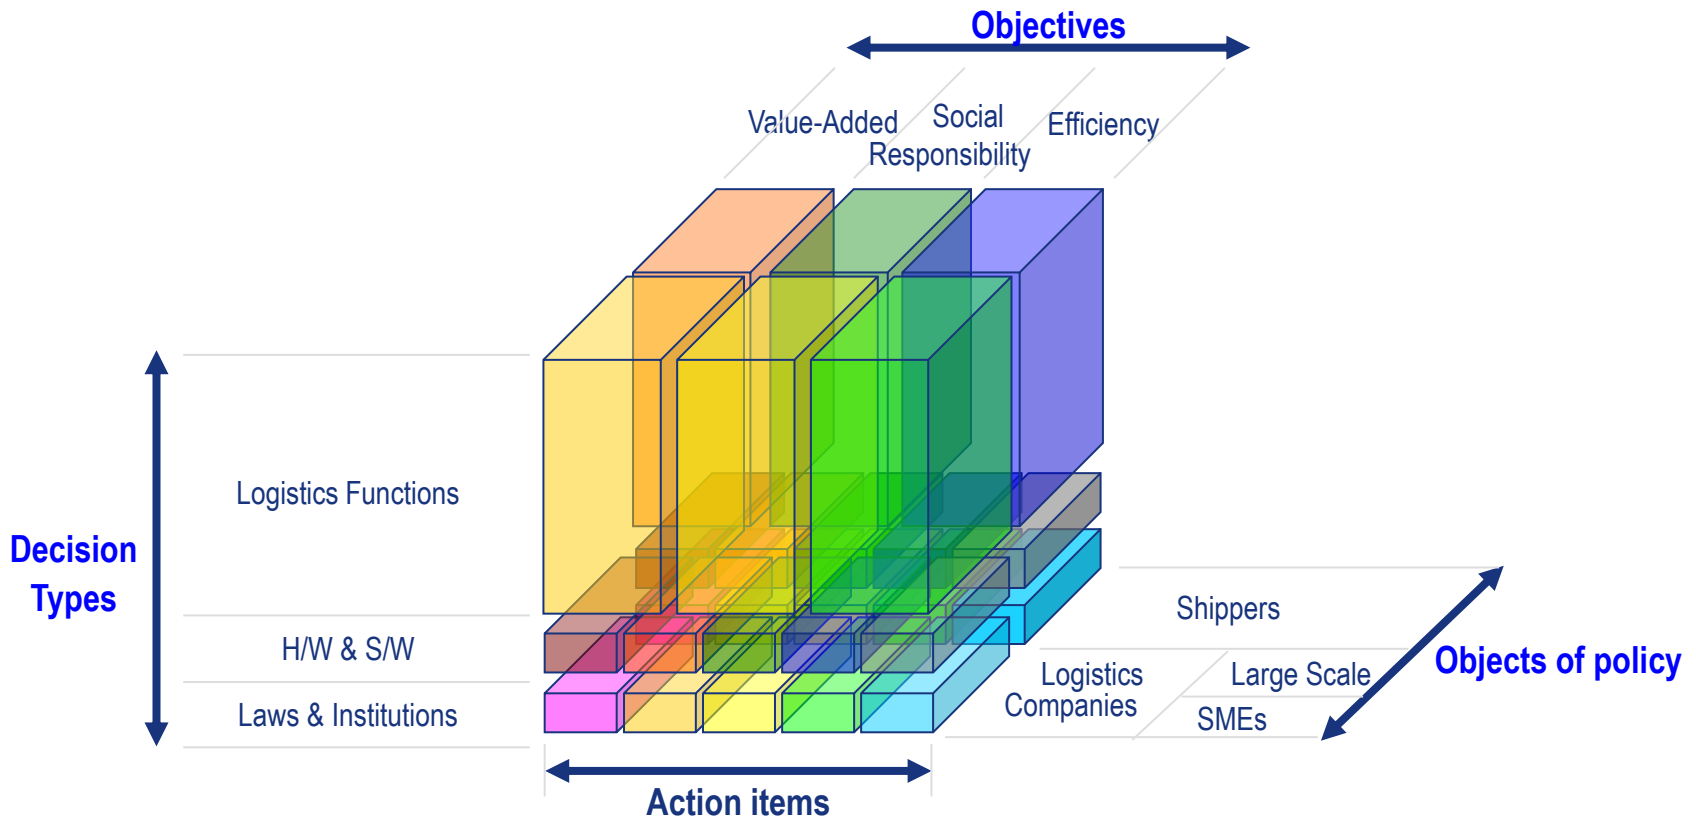 Objectives
Value-Added
Social
Responsibility
Efficiency
Logistics Functions
Decision
Types
H/W & S/W
Laws & Institutions
Shippers
Logistics
Companies
Large Scale
SMEs
Objects of policy
Action items